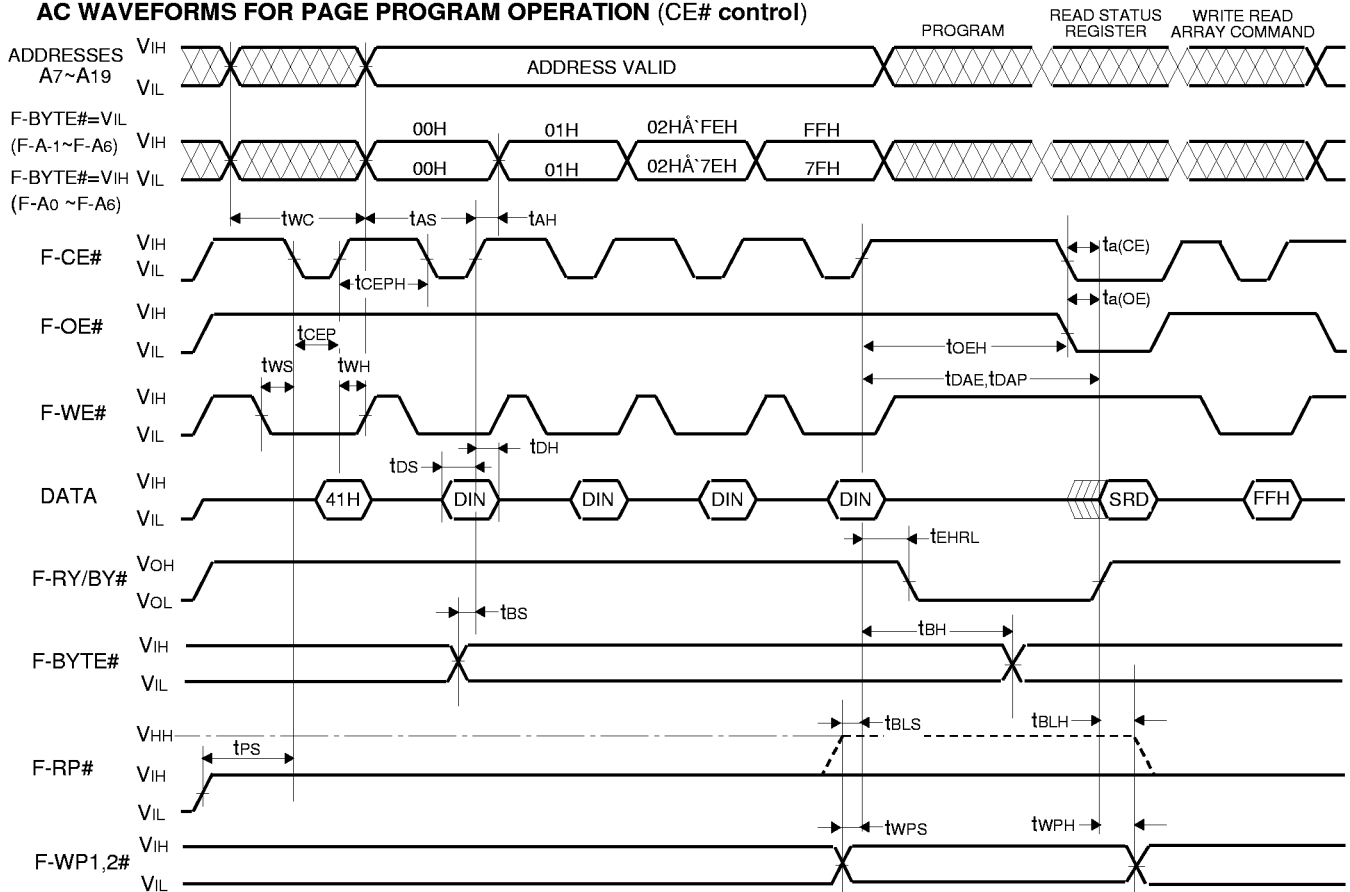 AC WAVEFORMS FOR PAGE PROGRAM OPERATION (CE# control)
PROGRAM
READ STATUS
REGISTER
WRITE READ
ARRAY COMMAND
ADDRESSES
A7~A19
VIH
VIL
ADDRESS VALID
F-BYTE#=VIL
(F-A-1~F-A6)
F-BYTE#=VIH
(F-A0 ~F-A6)
VIH
VIL
00H
01H
02HÅ`FEH
FFH
00H
01H
02HÅ`7EH
7FH
tWC
tAS
tAH
F-CE#
VIH
VIL
tCEPH
ta(CE)
F-OE#
VIH
VIL
tCEP
ta(OE)
tOEH
tWS
tWH
tDAE,tDAP
F-WE#
VIH
VIL
tDS
tDH
DATA
VIH
VIL
41H
DIN
DIN
DIN
DIN
SRD
FFH
tEHRL
F-RY/BY#
VOH
VOL
tBS
tBH
F-BYTE#
VIH
VIL
F-RP#
VHH
VIH
VIL
tPS
tBLS
tBLH
tWPS
tWPH
F-WP1,2#
VIH
VIL